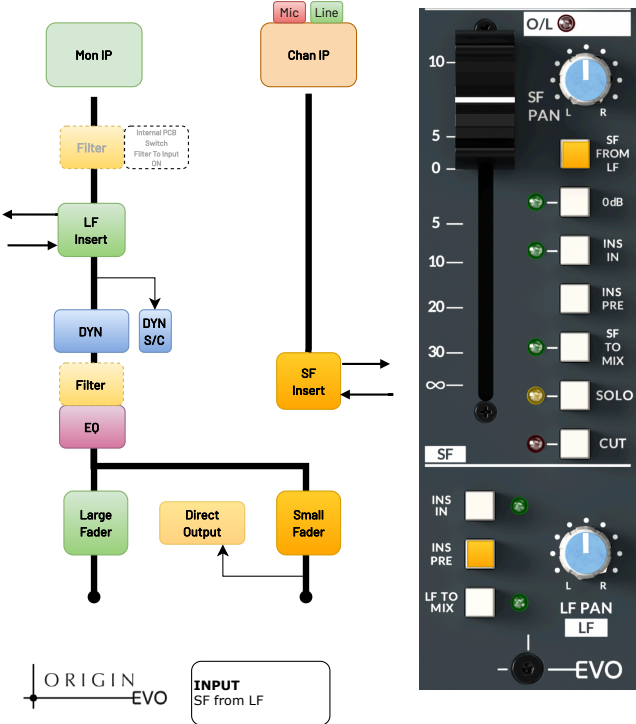 Mic
Line
Mon IP
Chan IP
Filter
Internal PCB
Switch
Filter To Input
ON
LF
Insert
DYN
DYN
S/C
Filter
EQ
SF
Insert
Large
Fader
Direct
Output
Small
Fader
ORIGIN
EVO
INPUT
SF from LF
O/L
10
5
0
5
10
20
30
∞
SF
PAN
L
R
SF
FROM
LF
0dB
INS
IN
INS
PRE
SF
TO
MIX
SOLO
CUT
SF
INS
IN
INS
PRE
LF TO
MIX
L
R
LF PAN
LF
EVO